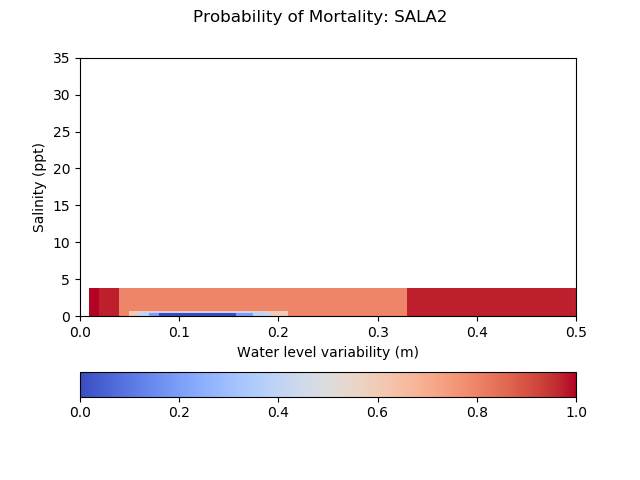 Probability of Mortality: SALA2
35
30
25
20
15
10
5
0
Salinity (ppt)
0.0 0.1 0.2 0.3 0.4 0.5
Water level variability (m)
0.0 0.2 0.4 0.6 0.8 1.0